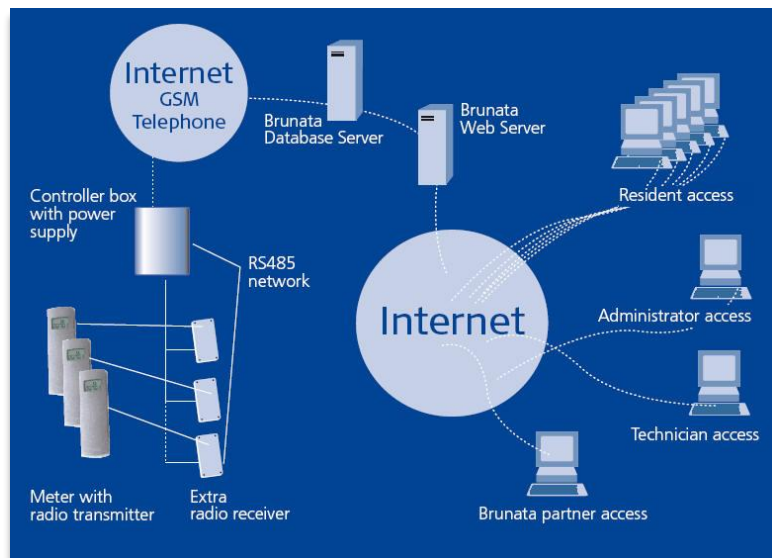 Internet
GSM
Telephone
Brunata
Database Server
Brunata
Web Server
Resident access
Controller box
with power
supply
RS485
network
Internet
Administrator access
Technician access
Meter with
radio transmitter
Extra
radio receiver
Brunata partner access